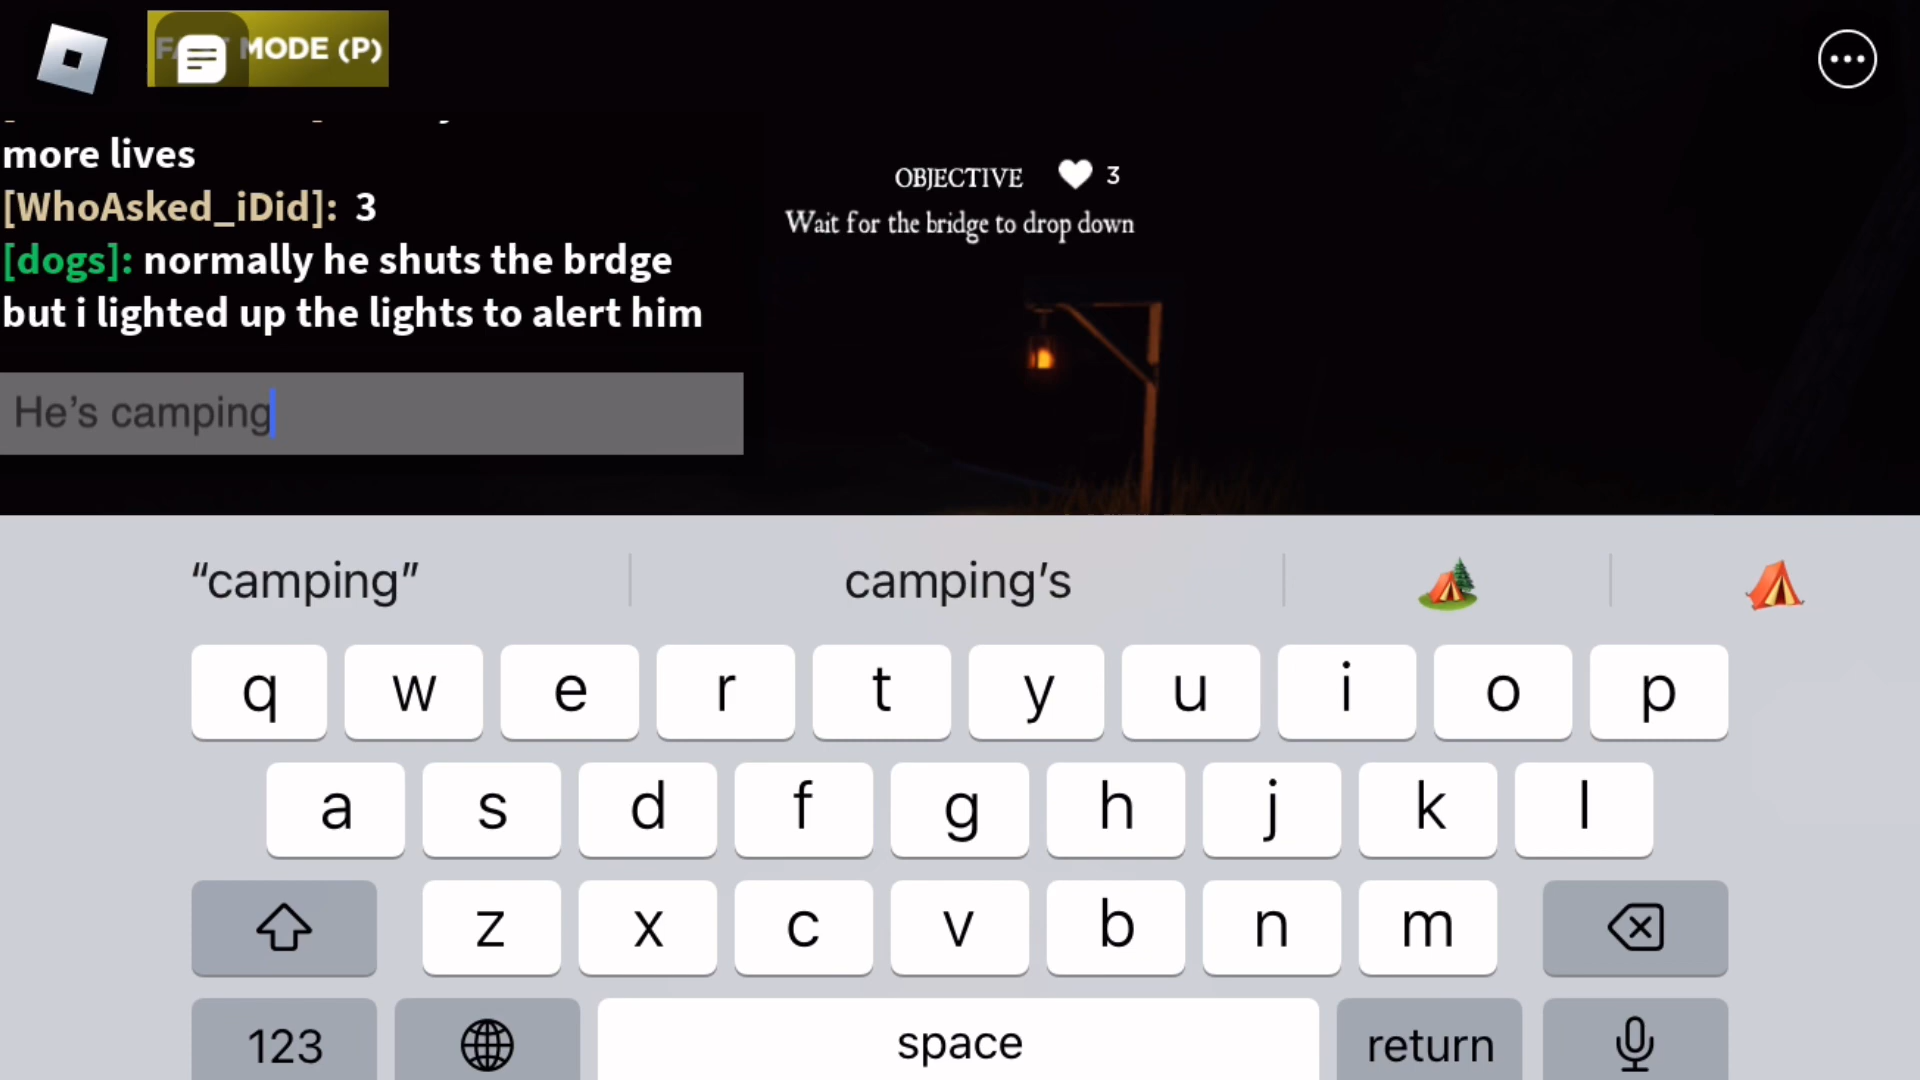 MODE (P)
more lives
[WhoAsked_iDid]: 3
[dogs]: normally he shuts the brdge
but i lighted up the lights to alert him
He's camping
OBJECTIVE 3
Wait for the bridge to drop down
“camping” camping's
q w e r t y u i o p
a s d f g h j k l
z x c v b n m
123 space return